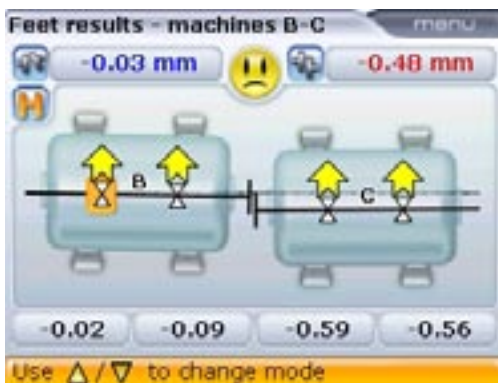 Feet results - machines B-C menu
-0.03 mm -0.48 mm
M
B C
-0.02 -0.09 -0.59 -0.56
Use △/▽ to change mode